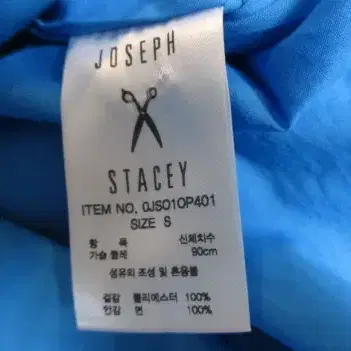 JOSEPH
STACEY
ITEM NO. 0JS01OP401
SIZE S
항 목 신체치수
가슴 둘레 90cm
섬유의 조성 및 혼용률
겉감 폴리에스터 100%
안감 면 100%